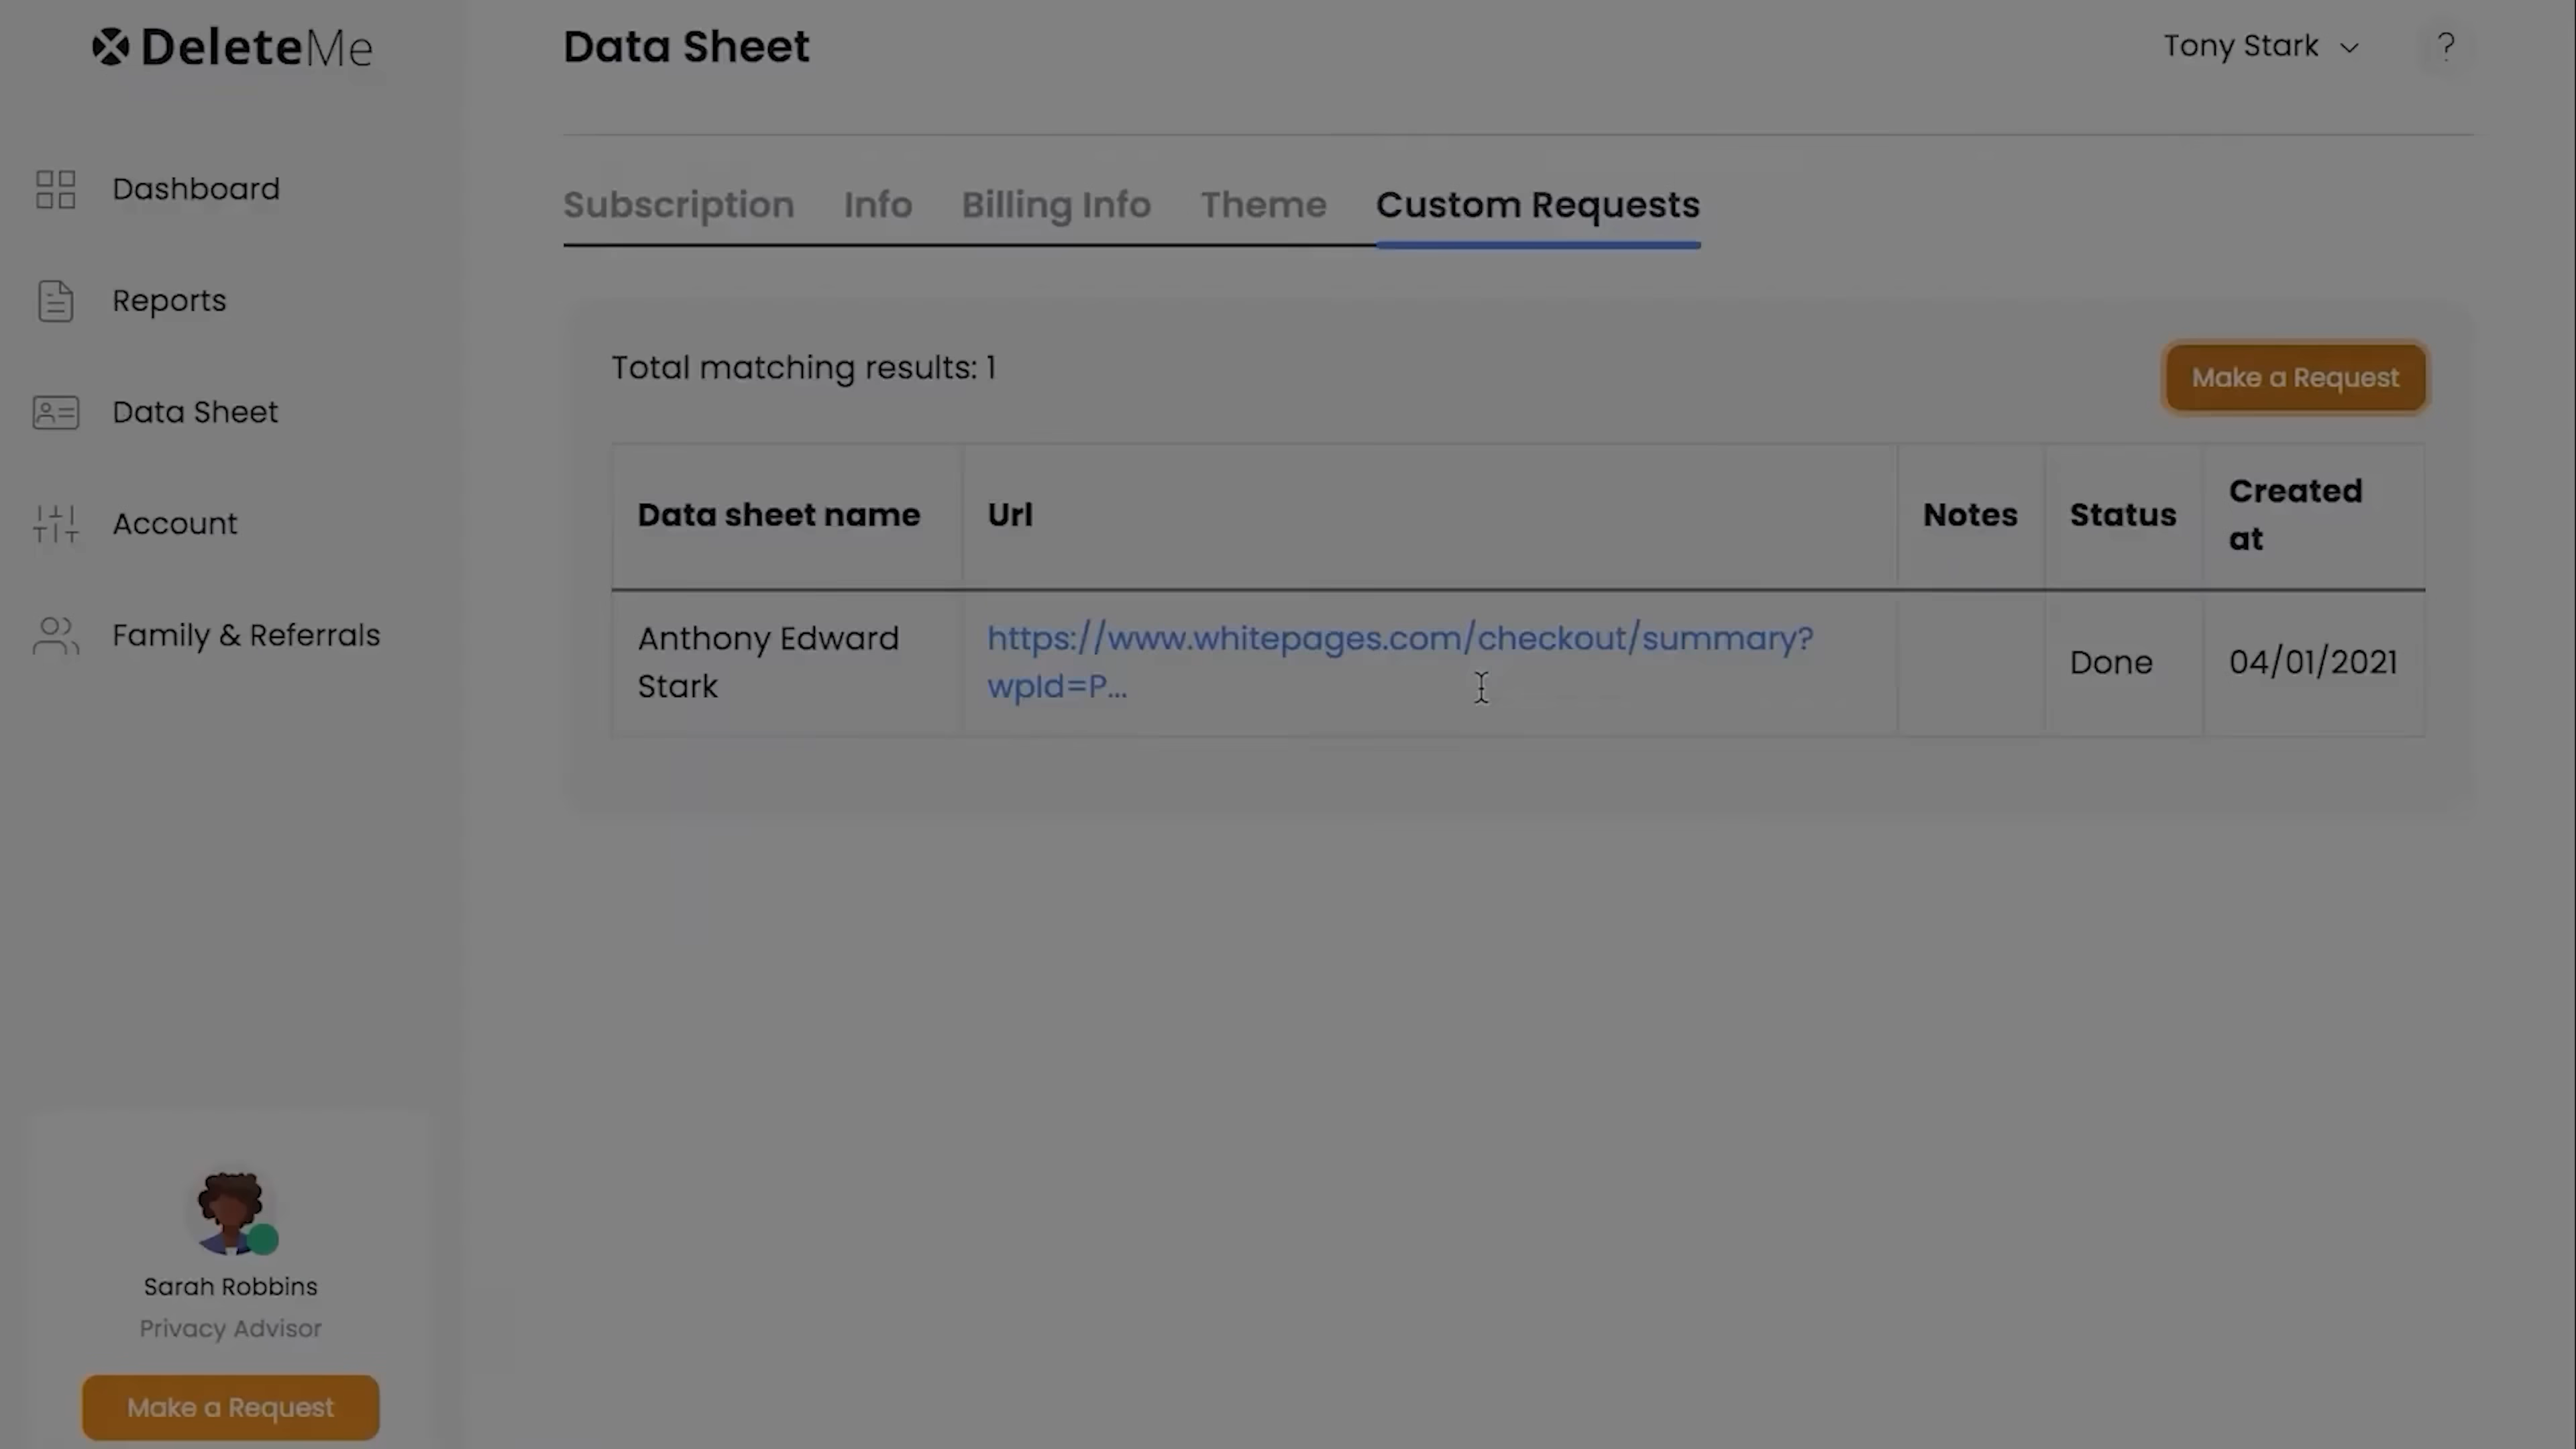 DeleteMe
Data Sheet
Tony Stark
?
Dashboard
Reports
Data Sheet
Account
Family & Referrals
Subscription Info Billing Info Theme Custom Requests
Total matching results: 1
Make a Request
Data sheet name Url Notes Status Created
at
Anthony Edward
Stark
https://www.whitepages.com/checkout/summary?
wpId=P...
Done
04/01/2021
Sarah Robbins
Privacy Advisor
Make a Request